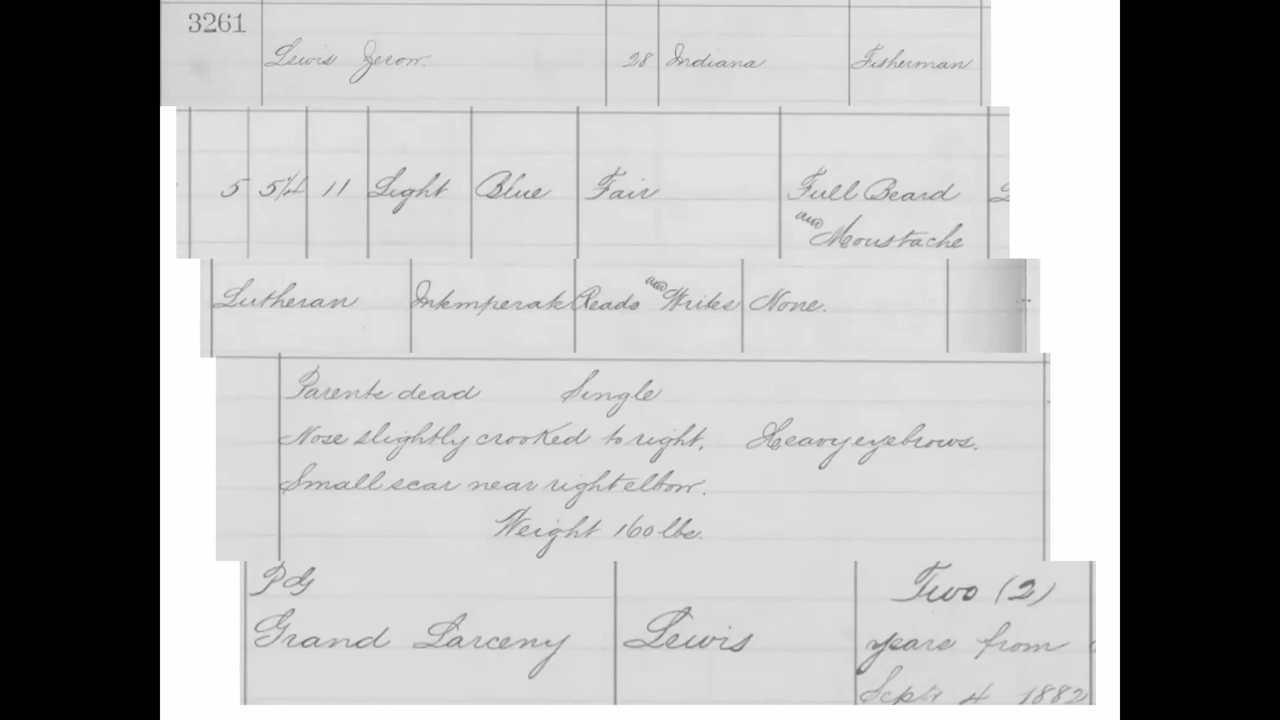 3261
Lewis Jerow. 28 Indiana Fisherman
5 5¼ 11 Light Blue Fair Full Beard
and Moustache
Lutheran Intemperate Reads and Writes None.
Parents dead Single
Nose slightly crooked to right. Heavy eyebrows.
Small scar near right elbow.
Weight 160 lbs.
Pdg Two (2)
Grand Larceny Lewis years from
Sept 4 1882